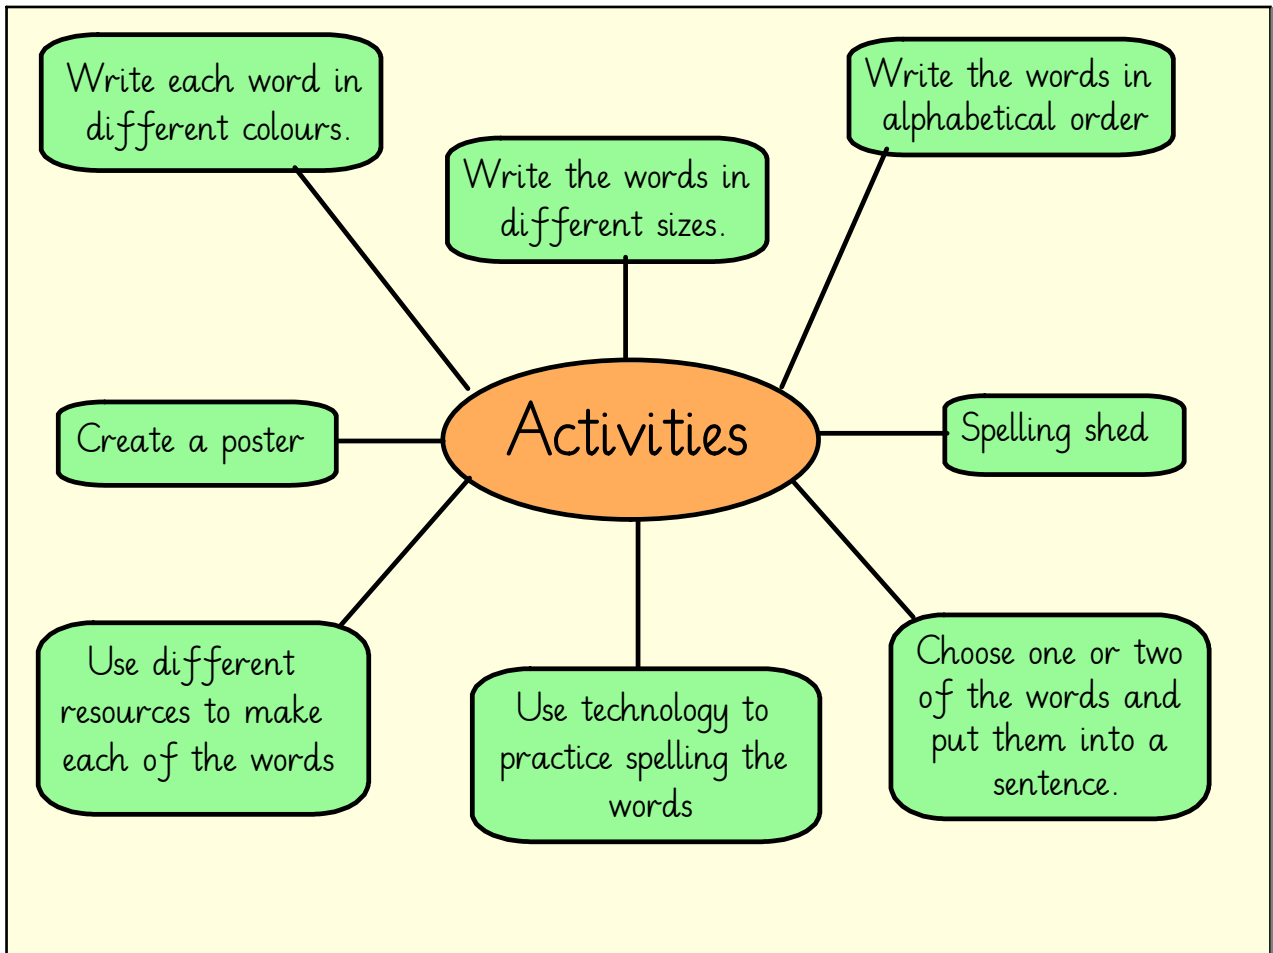 Write each word in
different colours.
Write the words in
different sizes.
Write the words in
alphabetical order
Create a poster
Activities
Spelling shed
Use different
resources to make
each of the words
Use technology to
practice spelling the
words
Choose one or two
of the words and
put them into a
sentence.